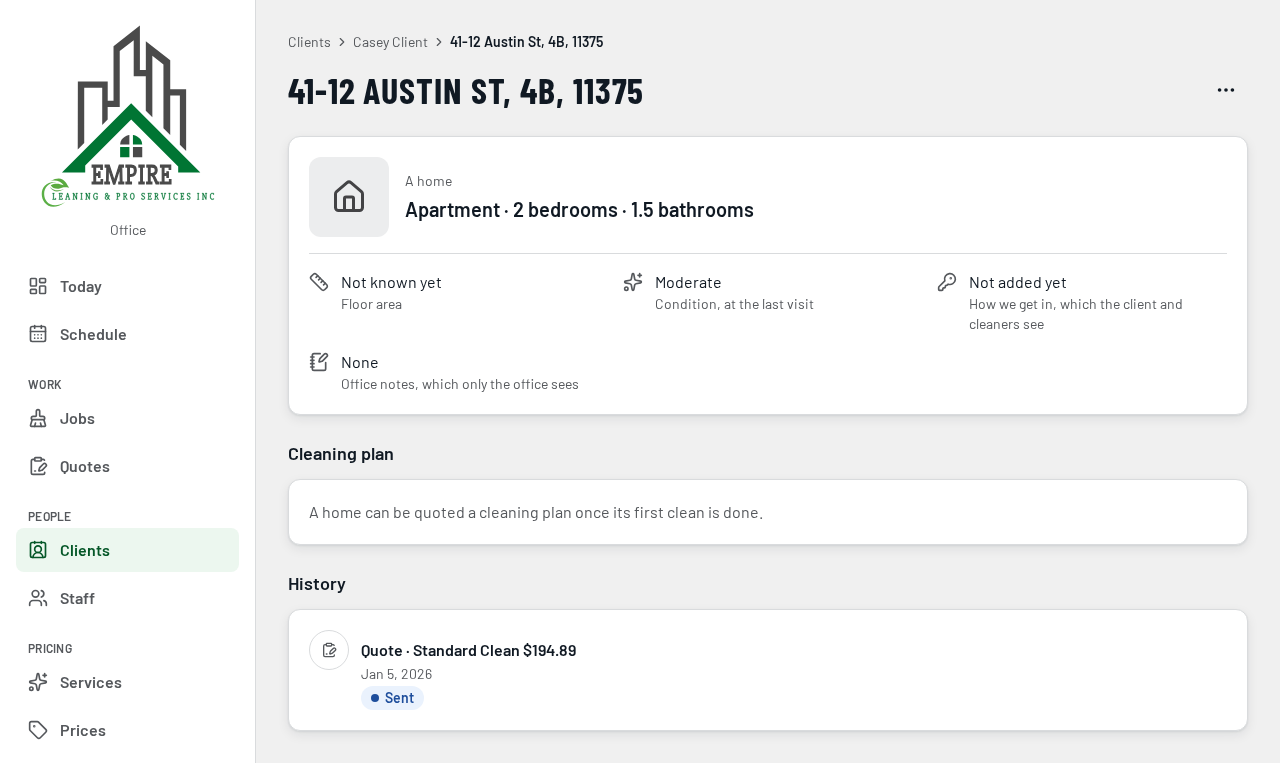 EMPIRE
LEANING & PRO SERVICES INC
Office
Today
Schedule
WORK
Jobs
Quotes
PEOPLE
Clients
Staff
PRICING
Services
Prices
Clients > Casey Client > 41-12 Austin St, 4B, 11375
41-12 AUSTIN ST, 4B, 11375
A home
Apartment · 2 bedrooms · 1.5 bathrooms
Not known yet
Floor area
Moderate
Condition, at the last visit
Not added yet
How we get in, which the client and
cleaners see
None
Office notes, which only the office sees
Cleaning plan
A home can be quoted a cleaning plan once its first clean is done.
History
Quote · Standard Clean $194.89
Jan 5, 2026
Sent